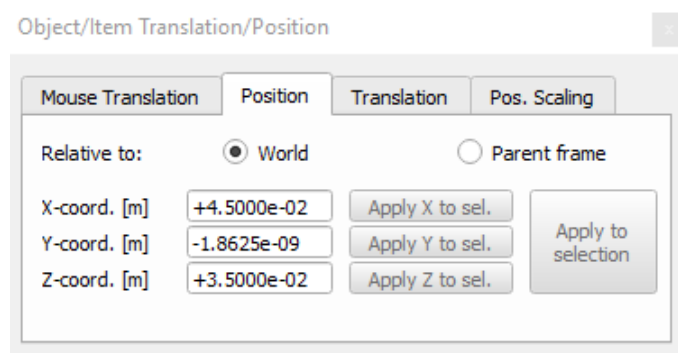 Object/Item Translation/Position
x
Mouse Translation Position Translation Pos. Scaling
Relative to: World Parent frame
X-coord. [m] +4.5000e-02 Apply X to sel.
Y-coord. [m] -1.8625e-09 Apply Y to sel.
Z-coord. [m] +3.5000e-02 Apply Z to sel.
Apply to
selection